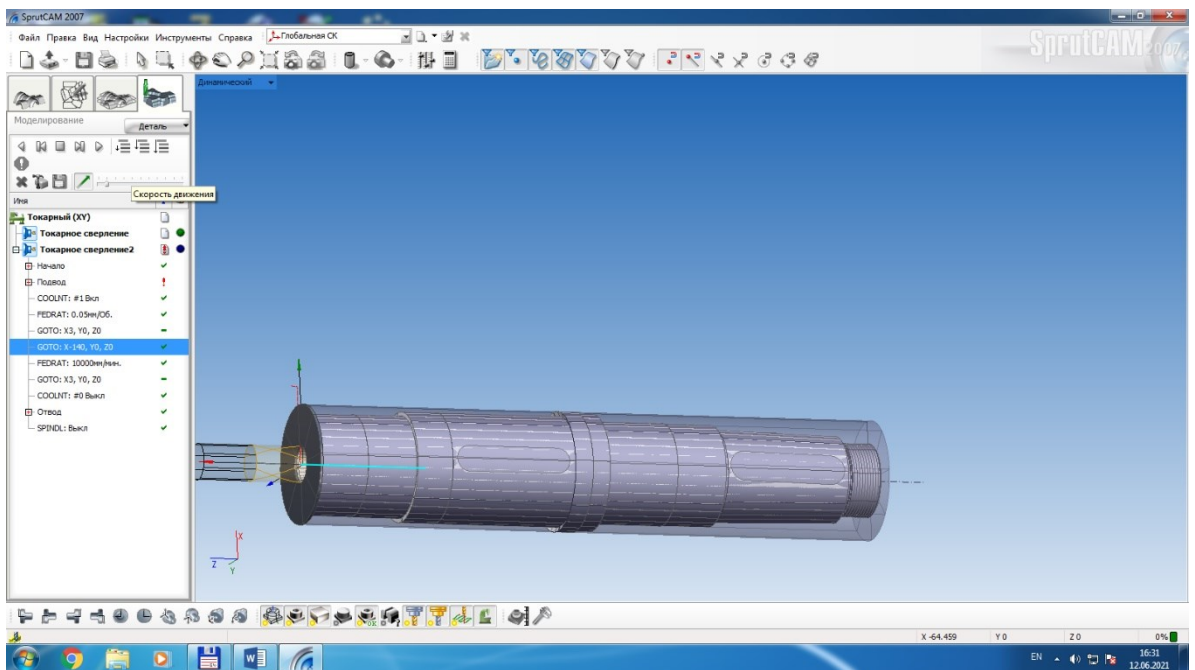 SprutCAM 2007
Файл Правка Вид Настройки Инструменты Справка Глобальная СК
SprutCAM 2007
Динамический
Моделирование
Деталь
Скорость движения
Имя
Токарный (XY)
Токарное сверление
Токарное сверление2
Начало
Подвод
COOLNT: #1 Вкл
FEDRAT: 0.05мм/Об.
GOTO: X3, Y0, Z0
GOTO: X-140, Y0, Z0
FEDRAT: 10000мм/мин.
GOTO: X3, Y0, Z0
COOLNT: #0 Выкл
Отвод
SPINDL: Выкл
X
Z
Y
X -64.459 Y 0 Z 0 0%
EN 16:31
12.06.2021